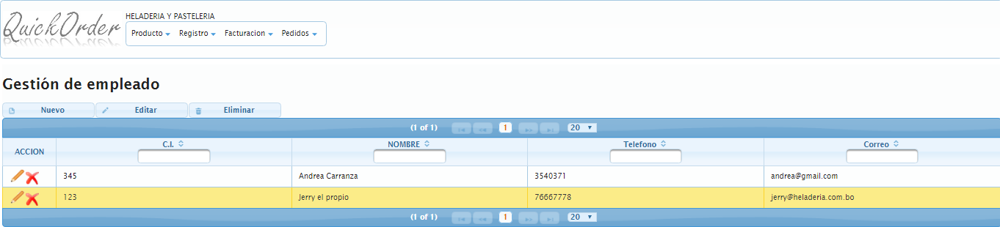 QuickOrder
HELADERIA Y PASTELERIA
Producto Registro Facturacion Pedidos
Gestión de empleado
Nuevo Editar Eliminar
(1 of 1) 1 20
ACCION C.I. NOMBRE Telefono Correo
345 Andrea Carranza 3540371 andrea@gmail.com
123 Jerry el propio 76667778 jerry@heladeria.com.bo
(1 of 1) 1 20